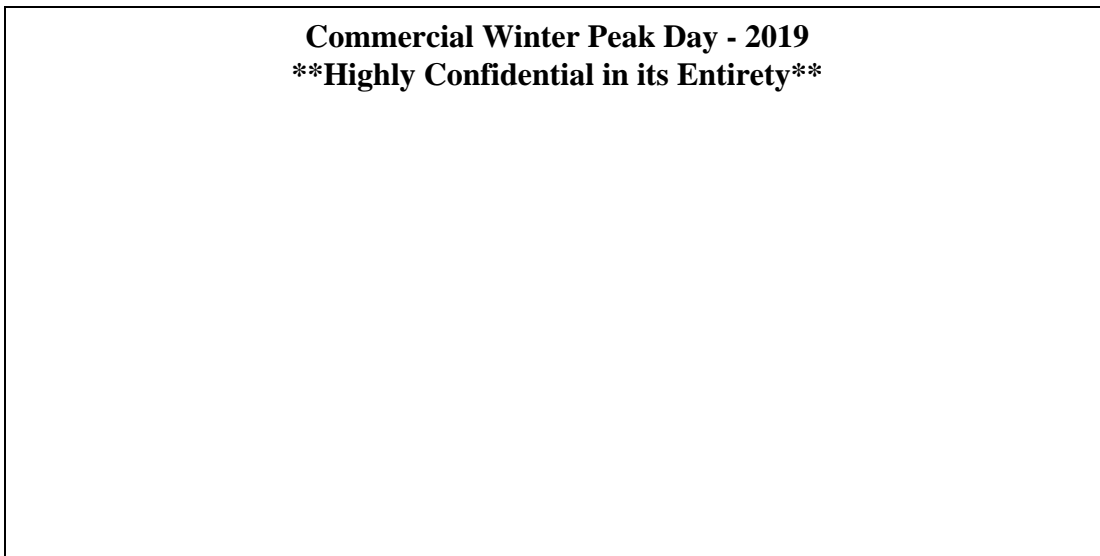 Commercial Winter Peak Day - 2019
**Highly Confidential in its Entirety**